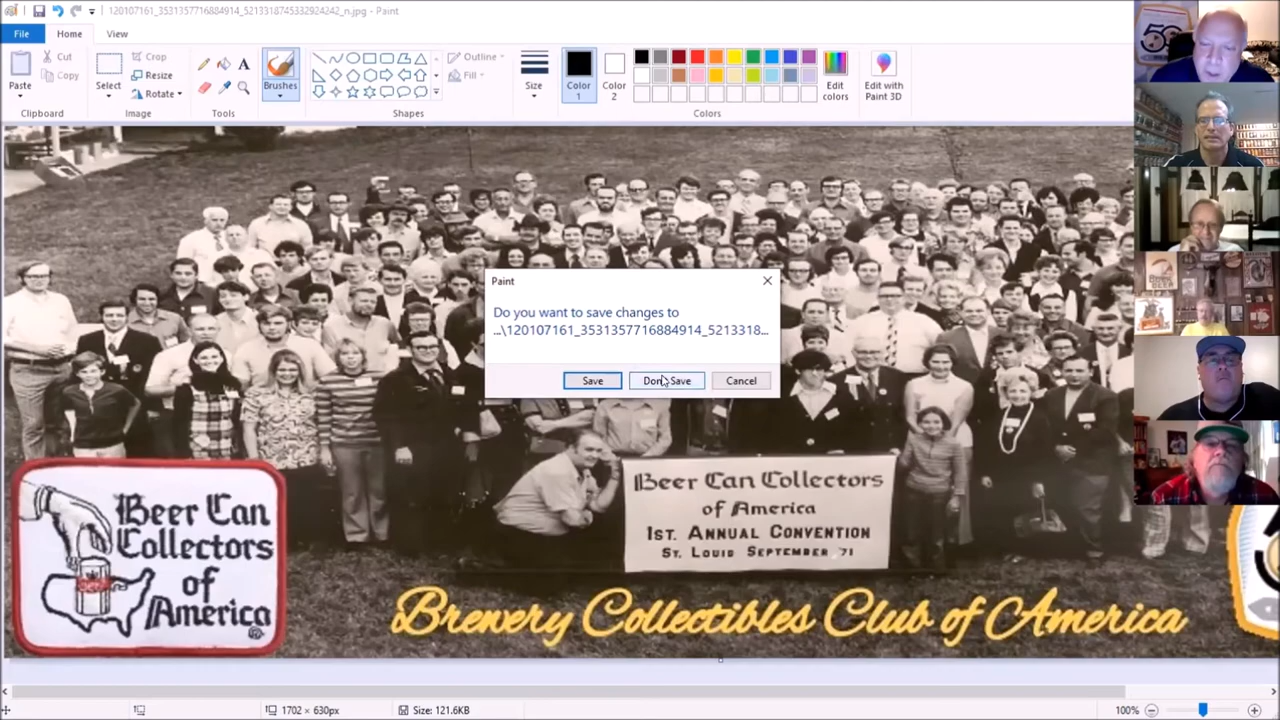 120107161_3531357716884914_5213318745332924242_n.jpg - Paint
File
Home
View
Paste
Cut
Copy
Clipboard
Select
Crop
Resize
Rotate
Image
A
Tools
Brushes
Outline
Fill
Shapes
Size
Color
1
Color
2
Edit
colors
Edit with
Paint 3D
Colors
Paint
Do you want to save changes to
...\120107161_3531357716884914_5213318...
Save
Don't Save
Cancel
Beer Can
Collectors
of
America
®
Beer Can Collectors
of America
1st. Annual Convention
St. Louis September 71
Brewery Collectibles Club of America
1702 × 630px
Size: 121.6KB
100%